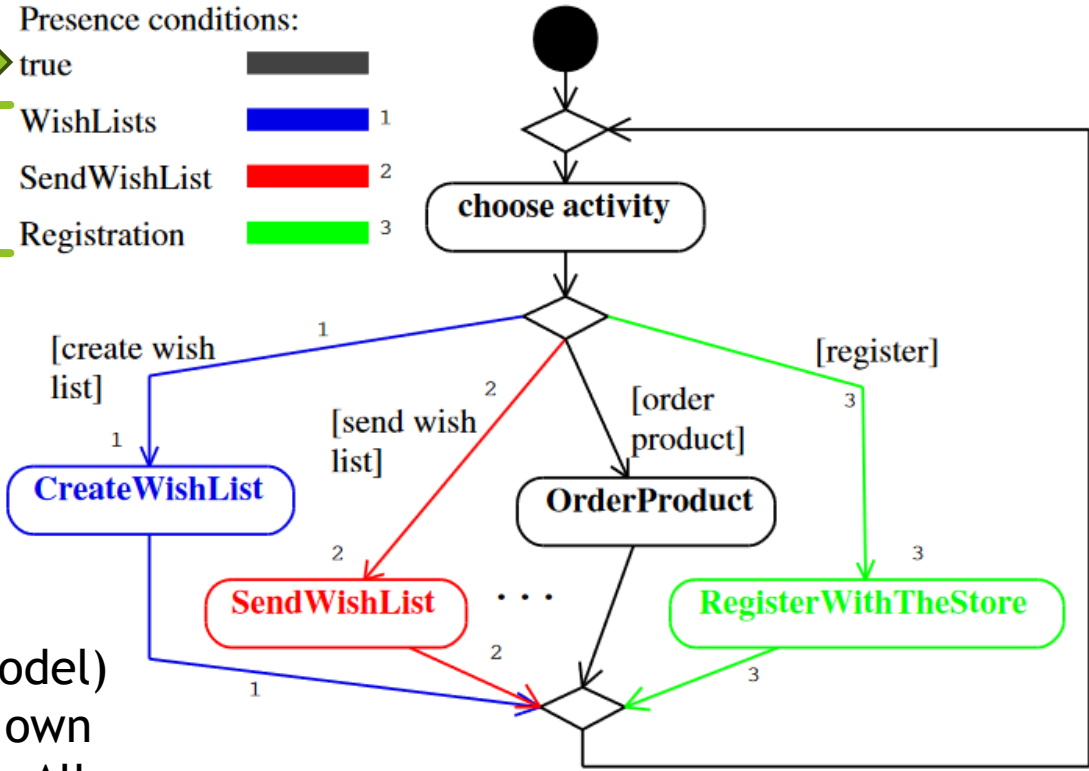 Presence conditions:
true
WishLists 1
SendWishList 2
Registration 3
choose activity
[create wish
list]
1
[register]
2
[send wish
list]
[order
product]
3
1
CreateWishList
OrderProduct
2
3
SendWishList
. . .
RegisterWithTheStore
2
3
1
odel)
own